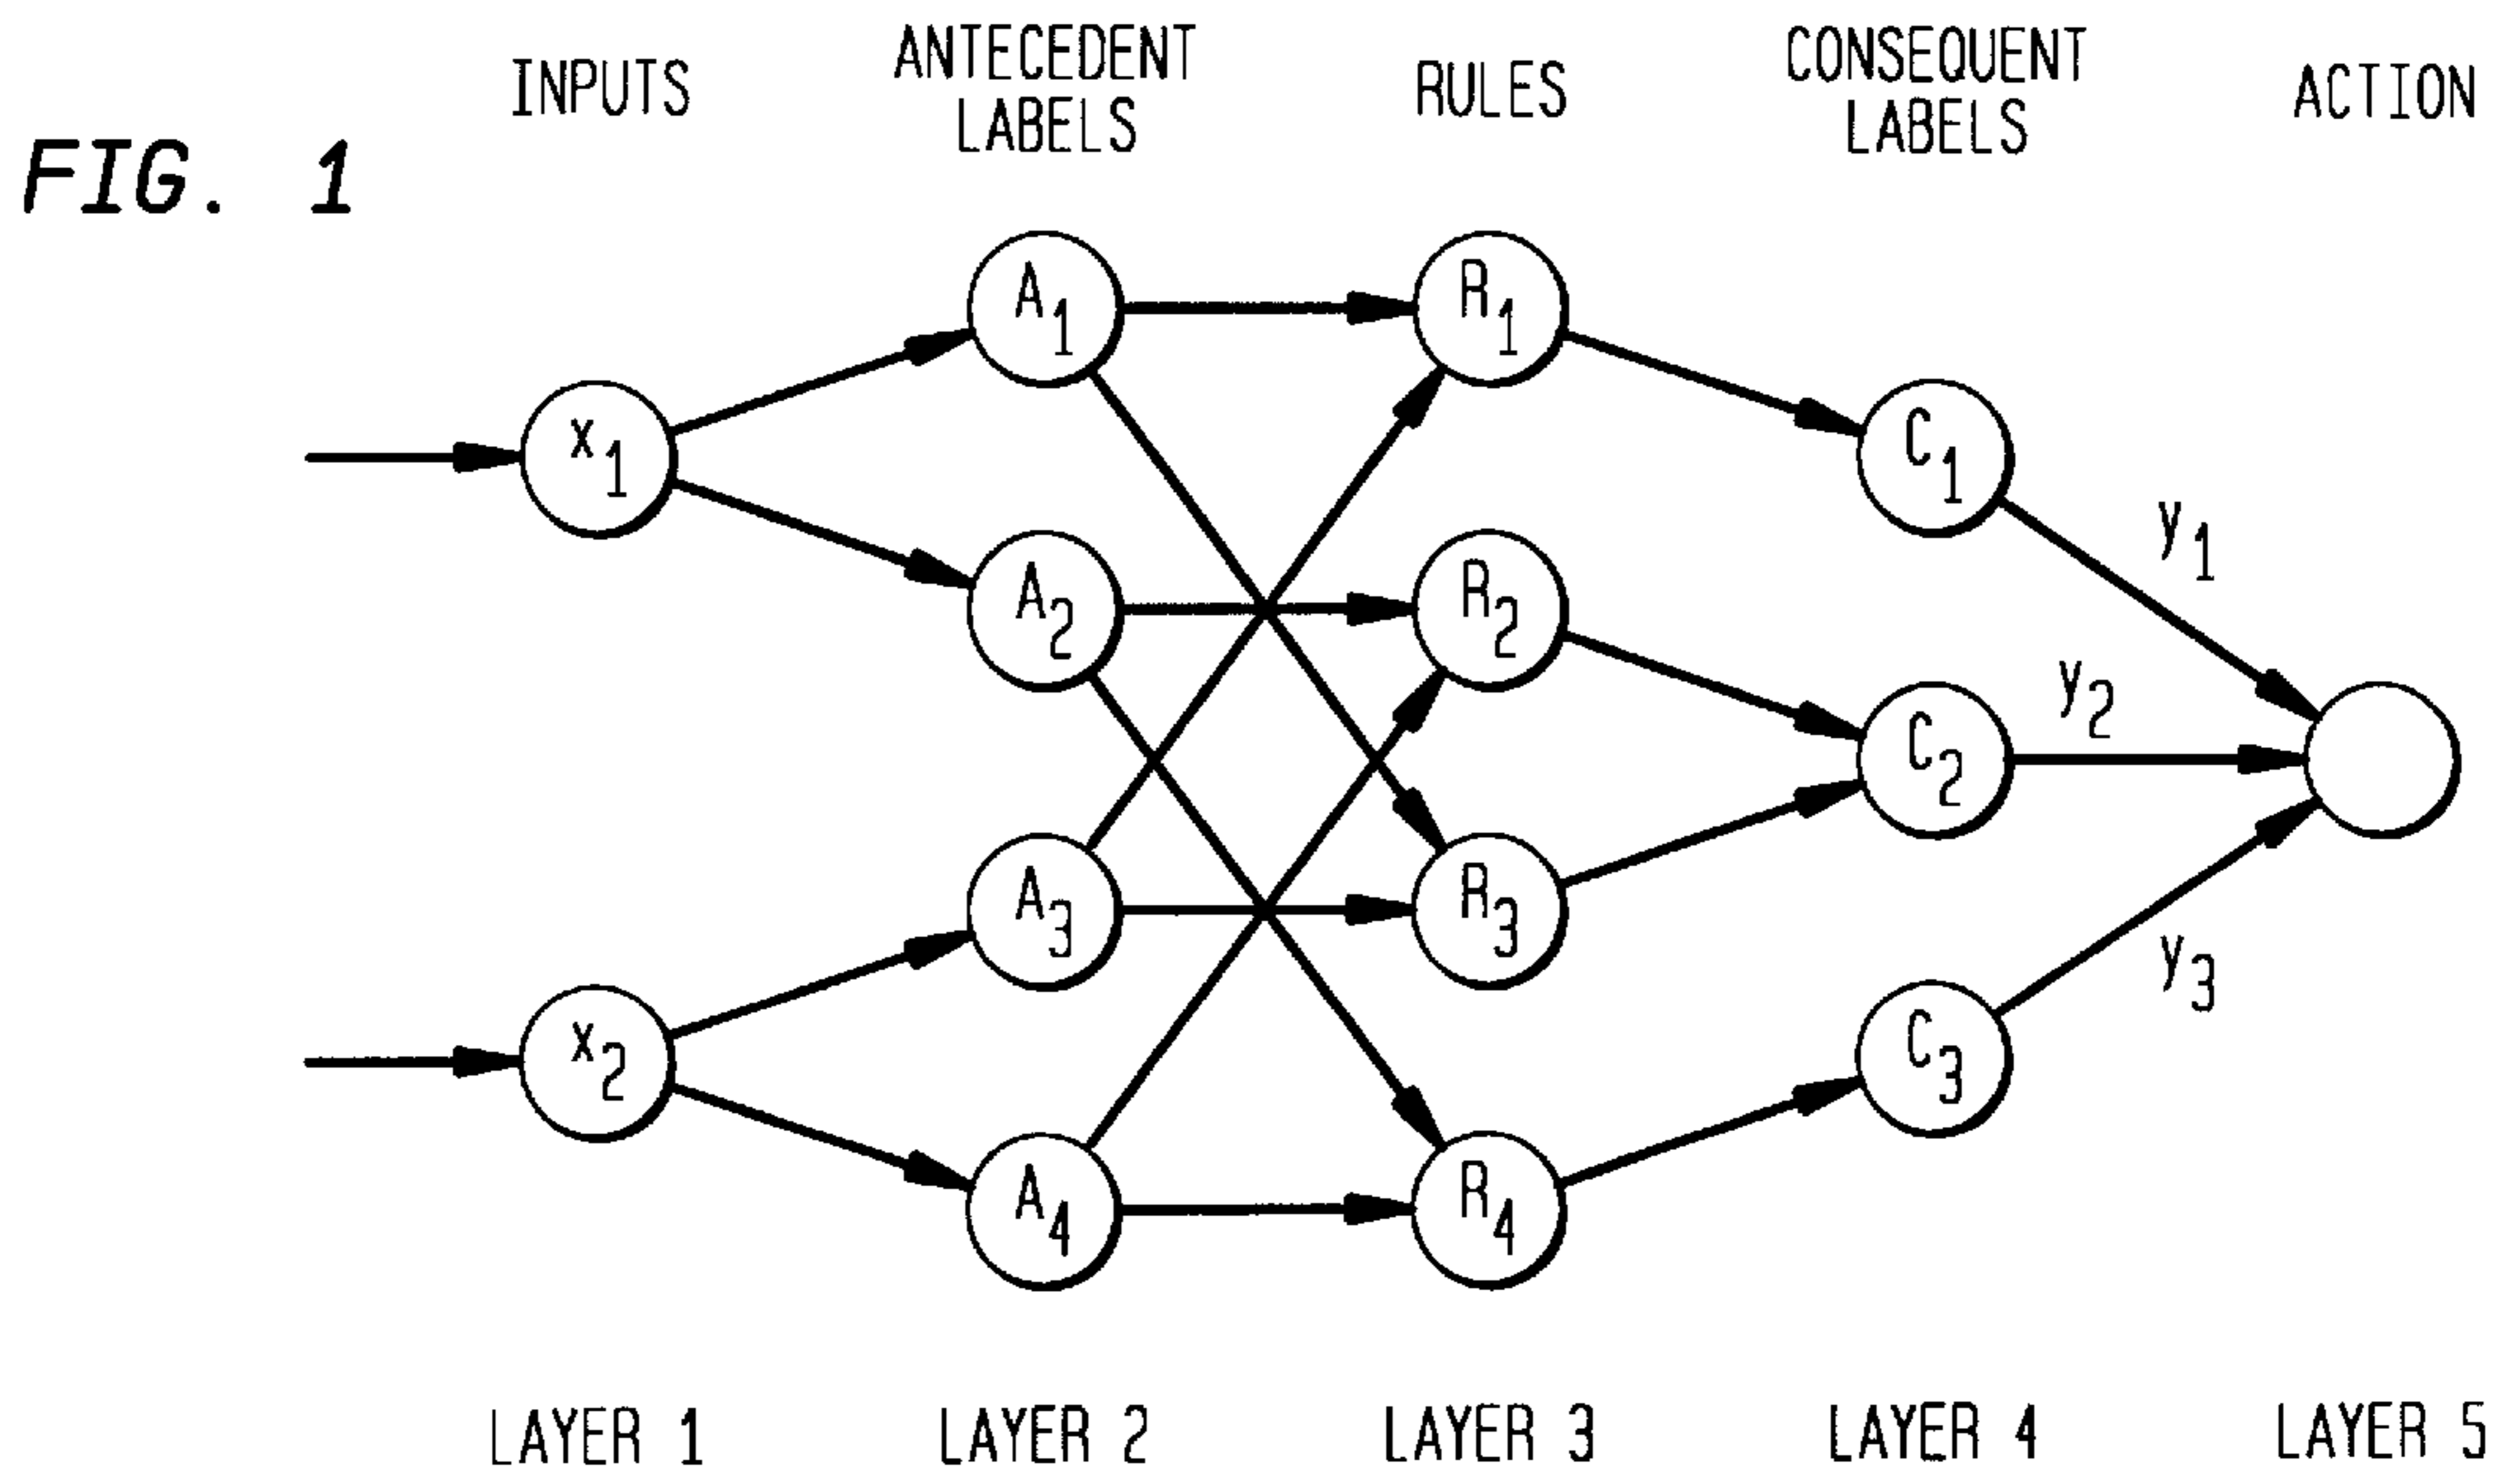 INPUTS
ANTECEDENT
LABELS
RULES
CONSEQUENT
LABELS
ACTION
FIG. 1
A1
R1
x1
C1
y1
A2
R2
y2
C2
A3
R3
y3
x2
C3
A4
R4
LAYER 1
LAYER 2
LAYER 3
LAYER 4
LAYER 5